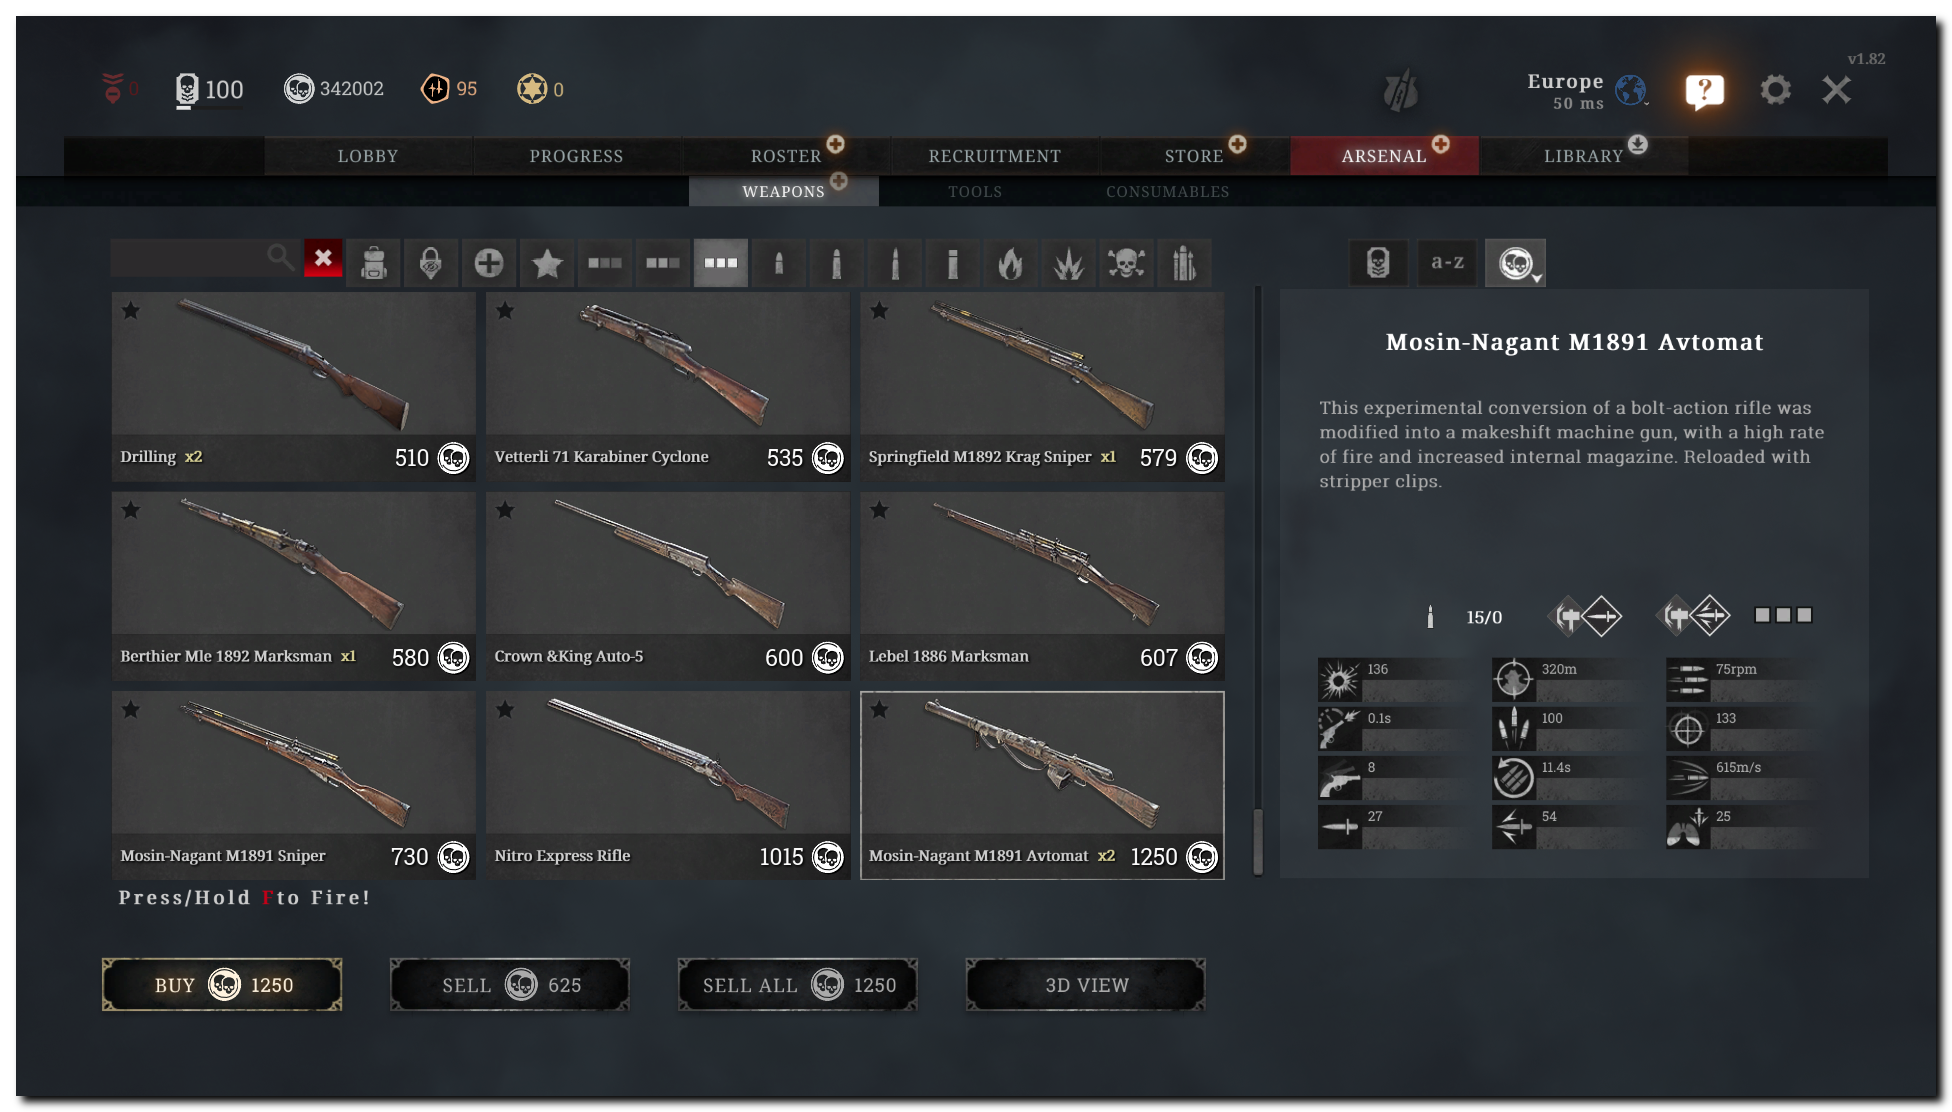 v1.82
0
100
342002
95
0
Europe
50 ms
?
LOBBY
PROGRESS
ROSTER
RECRUITMENT
STORE
ARSENAL
LIBRARY
WEAPONS
TOOLS
CONSUMABLES
a-z
Drilling x2 510
Vetterli 71 Karabiner Cyclone 535
Springfield M1892 Krag Sniper x1 579
Berthier Mle 1892 Marksman x1 580
Crown &King Auto-5 600
Lebel 1886 Marksman 607
Mosin-Nagant M1891 Sniper 730
Nitro Express Rifle 1015
Mosin-Nagant M1891 Avtomat x2 1250
Press/Hold Fto Fire!
BUY 1250
SELL 625
SELL ALL 1250
3D VIEW
Mosin-Nagant M1891 Avtomat
This experimental conversion of a bolt-action rifle was
modified into a makeshift machine gun, with a high rate
of fire and increased internal magazine. Reloaded with
stripper clips.
15/0
136
320m
75rpm
0.1s
100
133
8
11.4s
615m/s
27
54
25